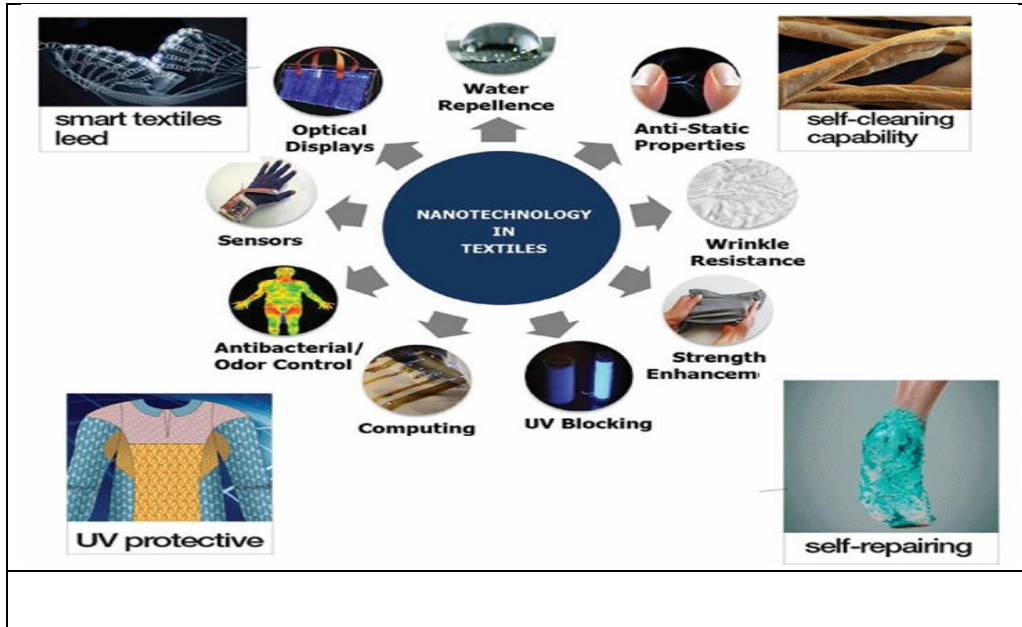 smart textiles
leed
Optical
Displays
Water
Repellence
Anti-Static
Properties
self-cleaning
capability
Sensors
NANOTECHNOLOGY
IN
TEXTILES
Wrinkle
Resistance
Antibacterial/
Odor Control
Strength
Enhancem
Computing
UV Blocking
UV protective
self-repairing